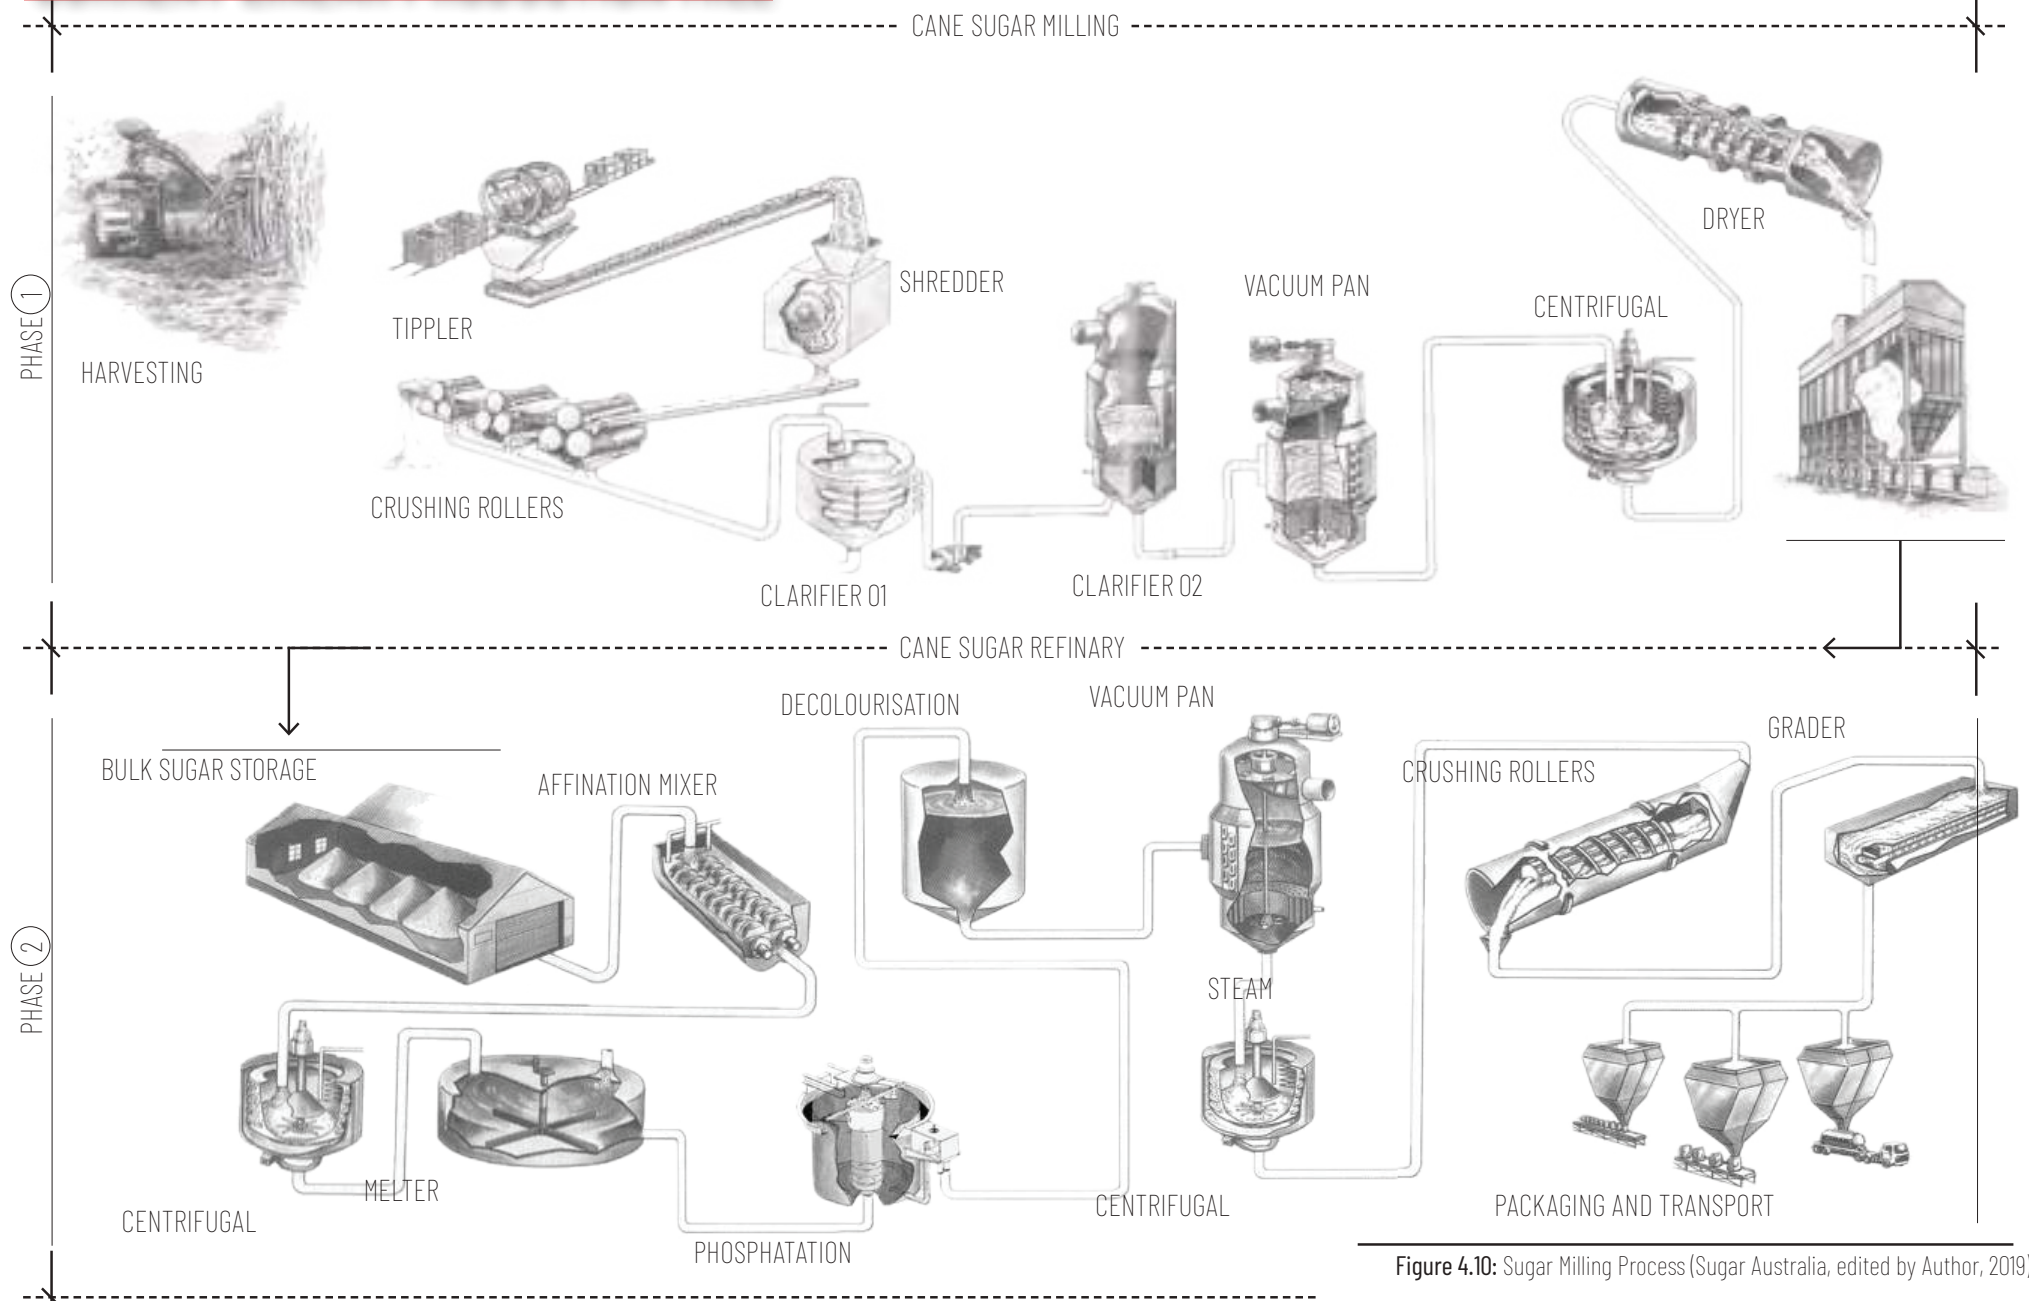 CANE SUGAR MILLING
PHASE 1
HARVESTING
TIPPLER
SHREDDER
CRUSHING ROLLERS
CLARIFIER 01
CLARIFIER 02
VACUUM PAN
CENTRIFUGAL
DRYER
CANE SUGAR REFINARY
PHASE 2
BULK SUGAR STORAGE
AFFINATION MIXER
DECOLOURISATION
VACUUM PAN
CRUSHING ROLLERS
GRADER
STEAM
MELTER
CENTRIFUGAL
PHOSPHATATION
CENTRIFUGAL
PACKAGING AND TRANSPORT
Figure 4.10: Sugar Milling Process (Sugar Australia, edited by Author, 2019)